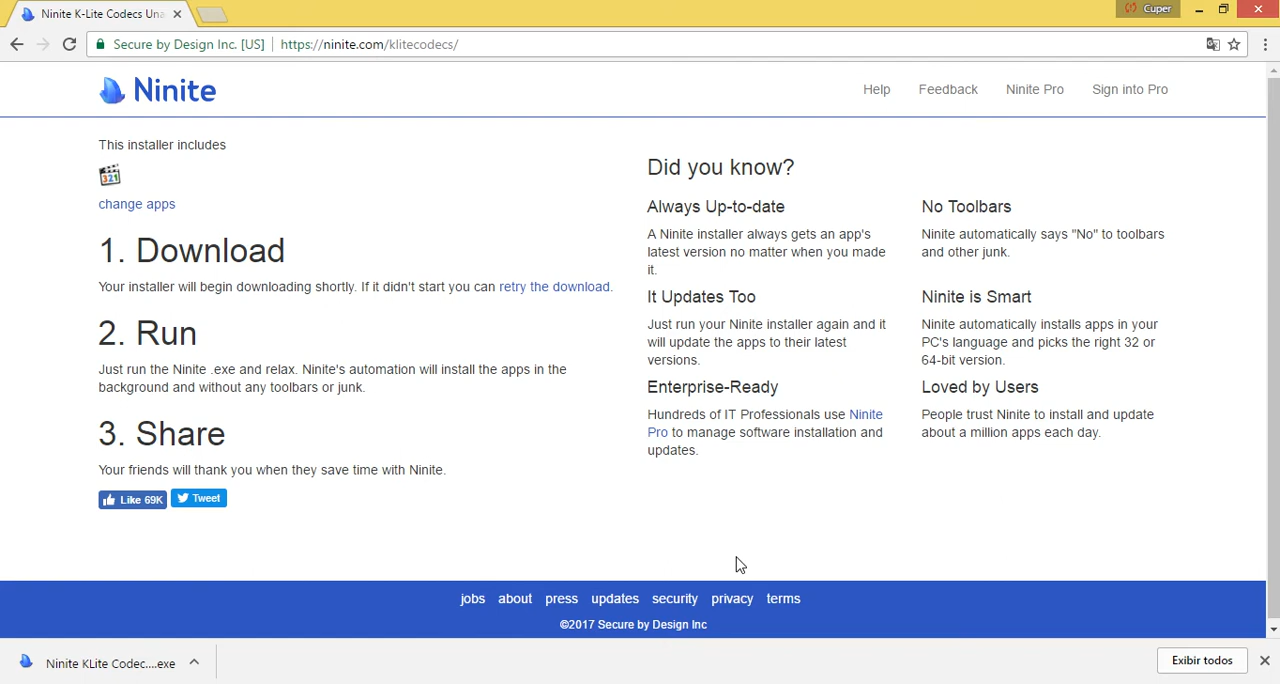 Ninite K-Lite Codecs Una
Cuper
Secure by Design Inc. [US] https://ninite.com/klitecodecs/
Ninite
Help Feedback Ninite Pro Sign into Pro
This installer includes
321
change apps
1. Download
Your installer will begin downloading shortly. If it didn't start you can retry the download.
2. Run
Just run the Ninite .exe and relax. Ninite's automation will install the apps in the
background and without any toolbars or junk.
3. Share
Your friends will thank you when they save time with Ninite.
Like 69K Tweet
Did you know?
Always Up-to-date
A Ninite installer always gets an app's
latest version no matter when you made
it.
No Toolbars
Ninite automatically says "No" to toolbars
and other junk.
It Updates Too
Just run your Ninite installer again and it
will update the apps to their latest
versions.
Ninite is Smart
Ninite automatically installs apps in your
PC's language and picks the right 32 or
64-bit version.
Enterprise-Ready
Hundreds of IT Professionals use Ninite
Pro to manage software installation and
updates.
Loved by Users
People trust Ninite to install and update
about a million apps each day.
jobs about press updates security privacy terms
©2017 Secure by Design Inc
Ninite KLite Codec....exe
Exibir todos